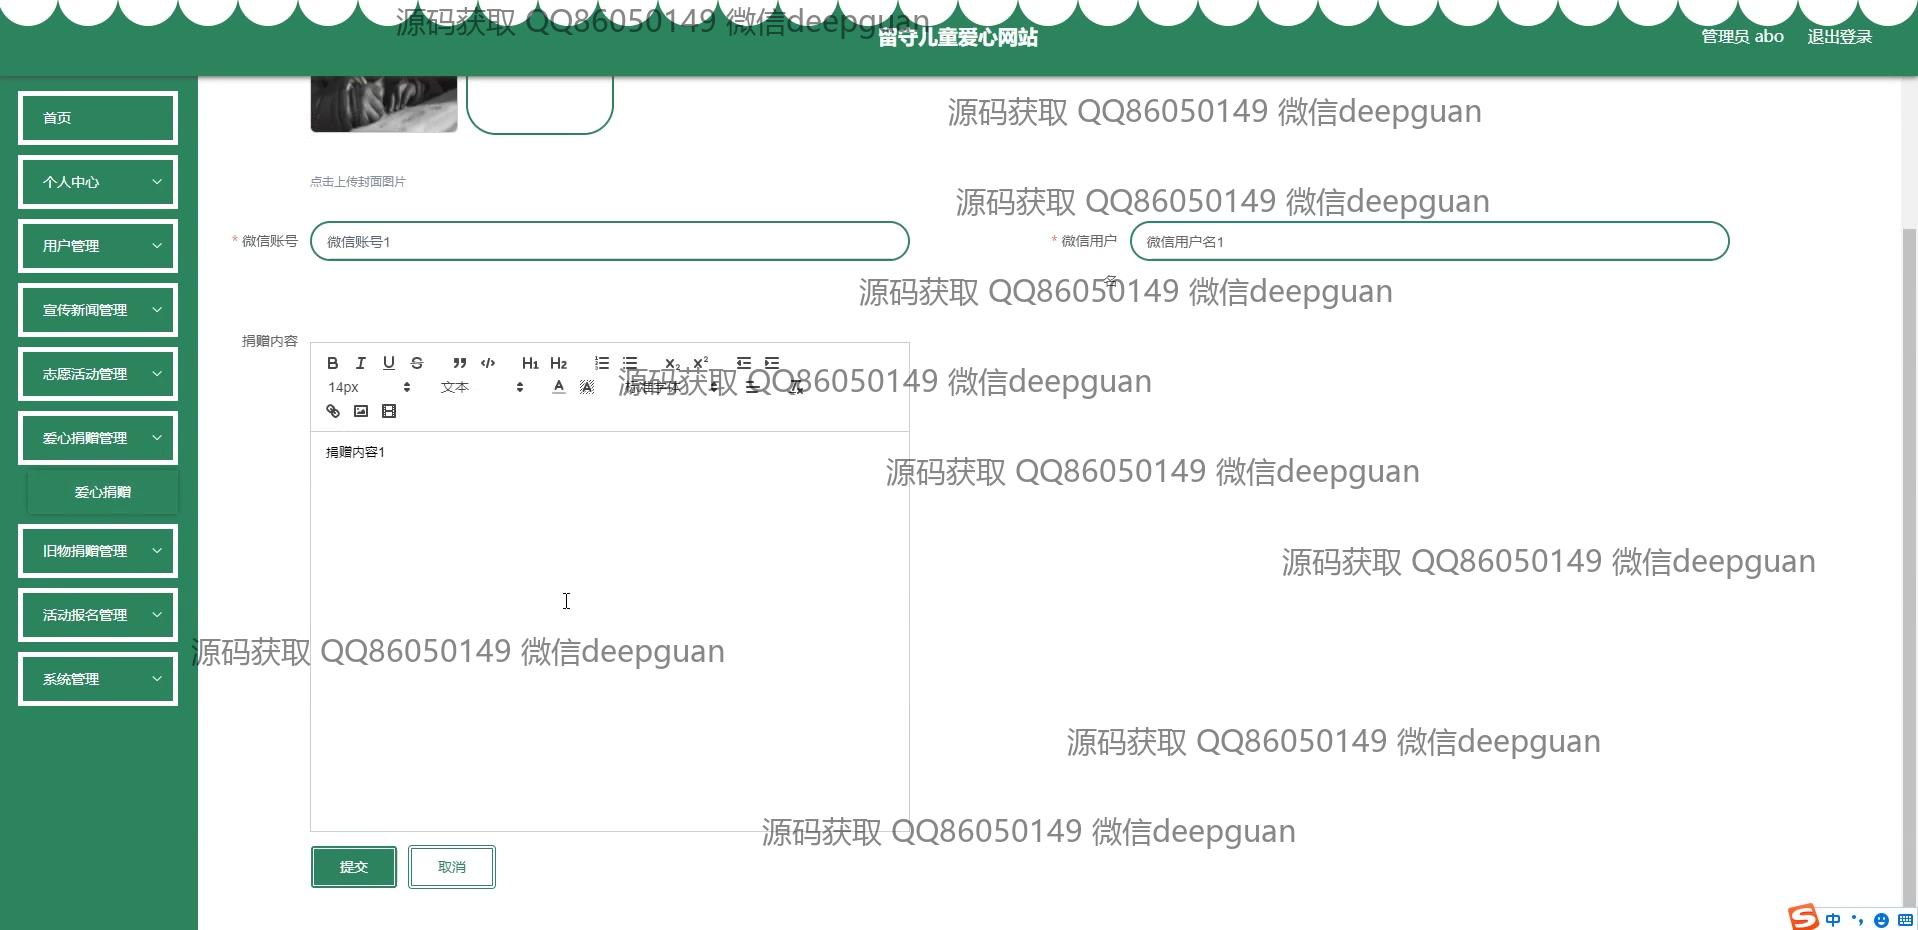 源码获取 QQ86050149 微信deepguan
留守儿童爱心网站
管理员 abo
退出登录
首页
个人中心
用户管理
宣传新闻管理
志愿活动管理
爱心捐赠管理
爱心捐赠
旧物捐赠管理
活动报名管理
系统管理
源码获取 QQ86050149 微信deepguan
点击上传封面图片
源码获取 QQ86050149 微信deepguan
* 微信账号
微信账号1
* 微信用户名
微信用户名1
源码获取 QQ86050149 微信deepguan
捐赠内容
B I U S H1 H2 X₂ X²
源码获取 QQ86050149 微信deepguan
14px
文本
标准字体
捐赠内容1
源码获取 QQ86050149 微信deepguan
源码获取 QQ86050149 微信deepguan
源码获取 QQ86050149 微信deepguan
源码获取 QQ86050149 微信deepguan
源码获取 QQ86050149 微信deepguan
提交
取消
中